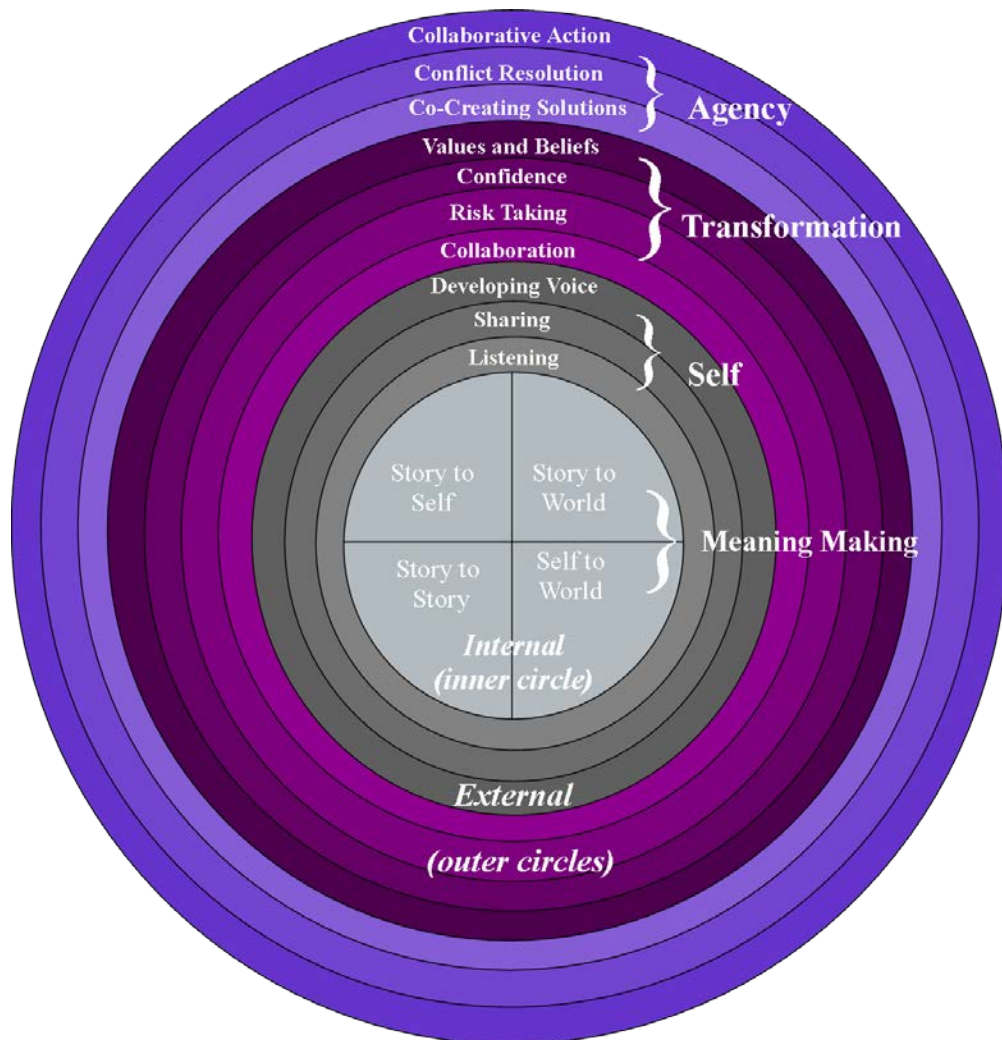 Collaborative Action
Conflict Resolution
Co-Creating Solutions
Agency
Values and Beliefs
Confidence
Risk Taking
Collaboration
Transformation
Developing Voice
Sharing
Listening
Self
Story to
Self
Story to
World
Story to
Story
Self to
World
Meaning Making
Internal
(inner circle)
External
(outer circles)